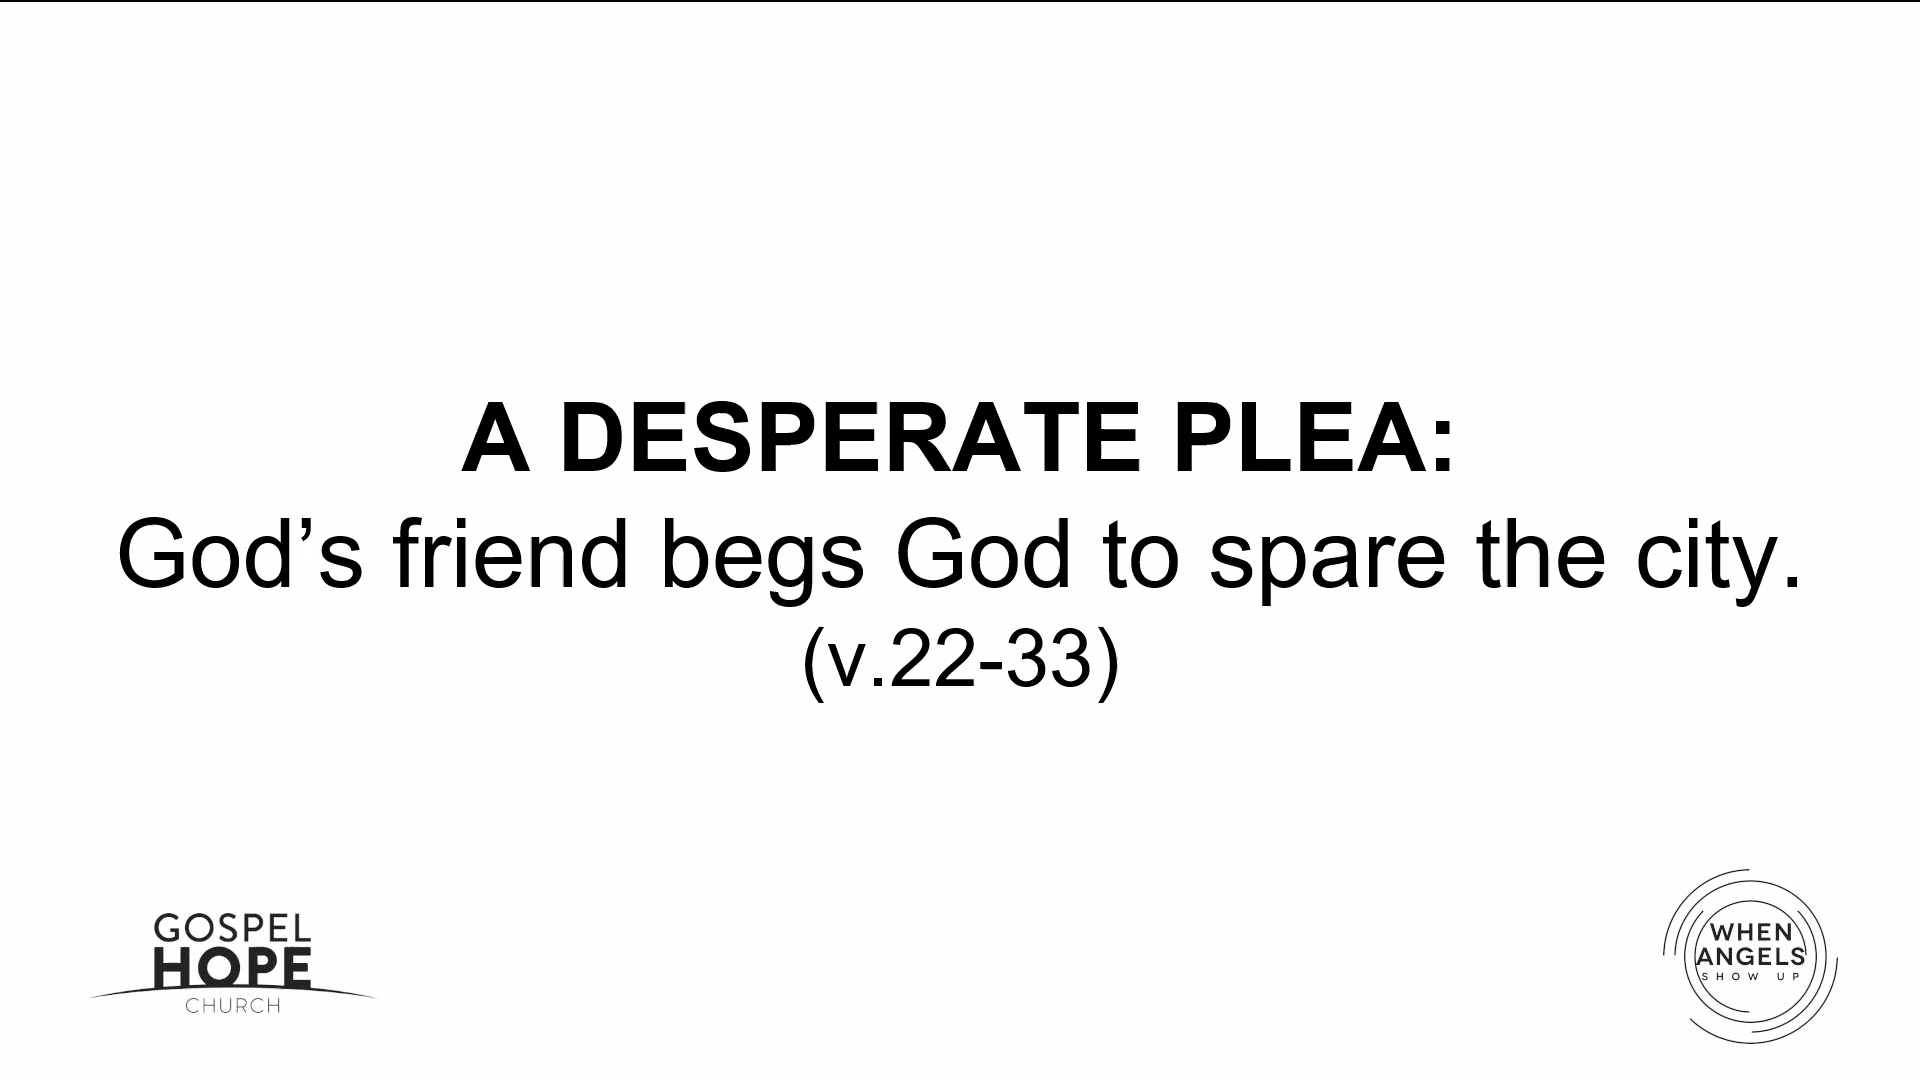 A DESPERATE PLEA:
God’s friend begs God to spare the city.
(v.22-33)
GOSPEL
HOPE
CHURCH
WHEN
ANGELS
SHOW UP